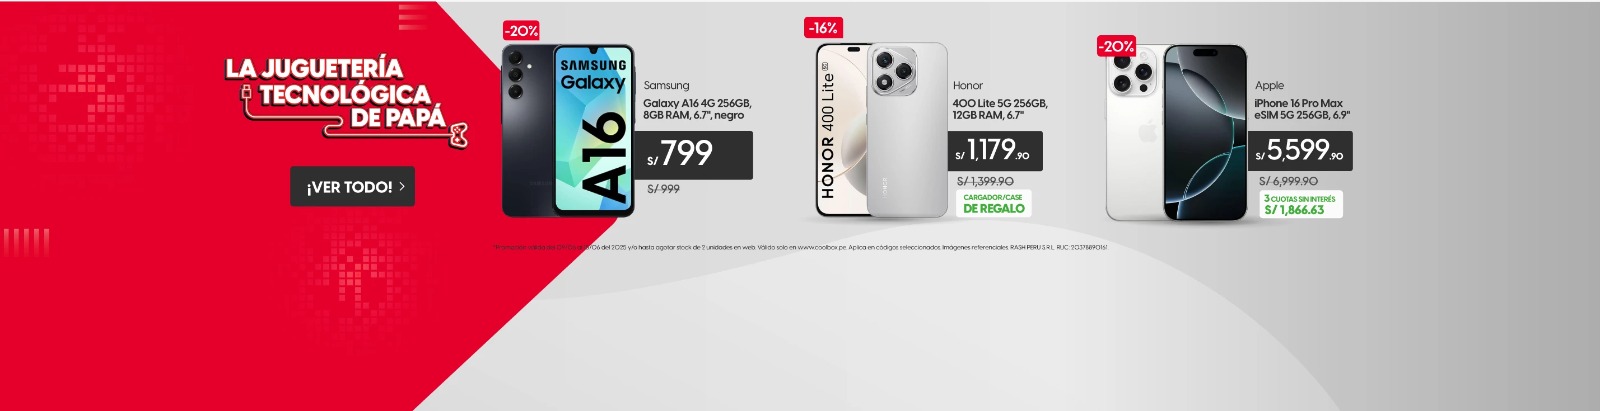 LA JUGUETERÍA
TECNOLÓGICA
DE PAPÁ
¡VER TODO! >
-20%
SAMSUNG
Galaxy
A16
Samsung
Galaxy A16 4G 256GB,
8GB RAM, 6.7", negro
S/ 799
S/ 999
-16%
HONOR 400 Lite 5G
HONOR
Honor
400 Lite 5G 256GB,
12GB RAM, 6.7"
S/ 1,179.90
S/ 1,399.90
CARGADOR/CASE
DE REGALO
-20%
Apple
iPhone 16 Pro Max
eSIM 5G 256GB, 6.9"
S/ 5,599.90
S/ 6,999.90
3 CUOTAS SIN INTERÉS
S/ 1,866.63
del 2025 y/o hasta agotar stock de 2 unidades en web. Válido solo en www.coolbox.pe. Aplica en códigos seleccionados. Imágenes referenciales. RASH PERU S.R.L. RUC: 20378890161